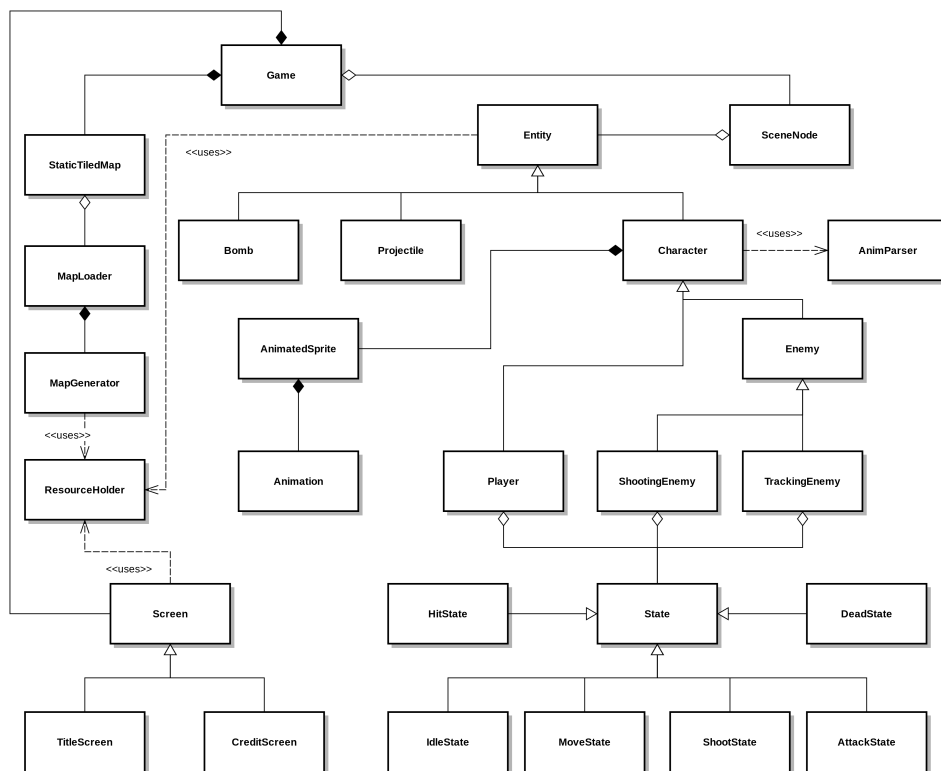 Game
Entity
SceneNode
<<uses>>
StaticTiledMap
Bomb
Projectile
Character
<<uses>>
AnimParser
MapLoader
AnimatedSprite
Enemy
MapGenerator
<<uses>>
ResourceHolder
Animation
Player
ShootingEnemy
TrackingEnemy
<<uses>>
Screen
HitState
State
DeadState
TitleScreen
CreditScreen
IdleState
MoveState
ShootState
AttackState